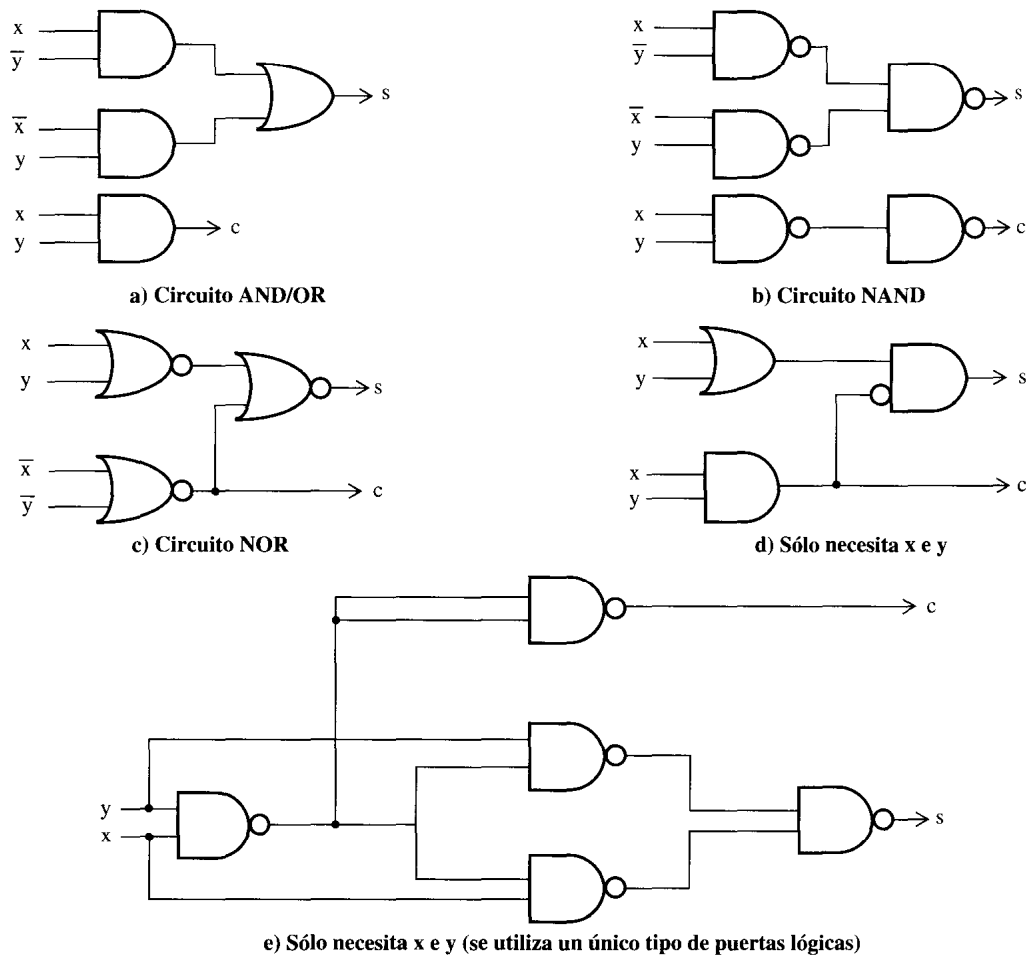 x
y̅
s
x̅
y
x
y
c
a) Circuito AND/OR
x
y̅
s
x̅
y
x
y
c
b) Circuito NAND
x
y
s
x̅
y̅
c
c) Circuito NOR
x
y
s
x
y
c
d) Sólo necesita x e y
c
y
x
s
e) Sólo necesita x e y (se utiliza un único tipo de puertas lógicas)